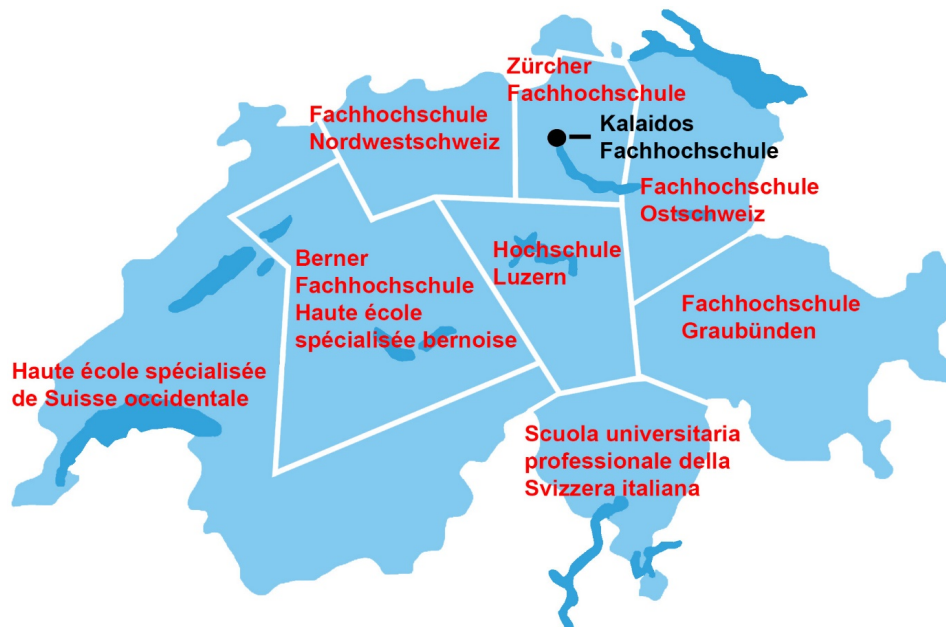 Zürcher
Fachhochschule
Fachhochschule
Nordwestschweiz
Kalaidos
Fachhochschule
Fachhochschule
Ostschweiz
Berner
Fachhochschule
Haute école
spécialisée bernoise
Hochschule
Luzern
Fachhochschule
Graubünden
Haute école spécialisée
de Suisse occidentale
Scuola universitaria
professionale della
Svizzera italiana